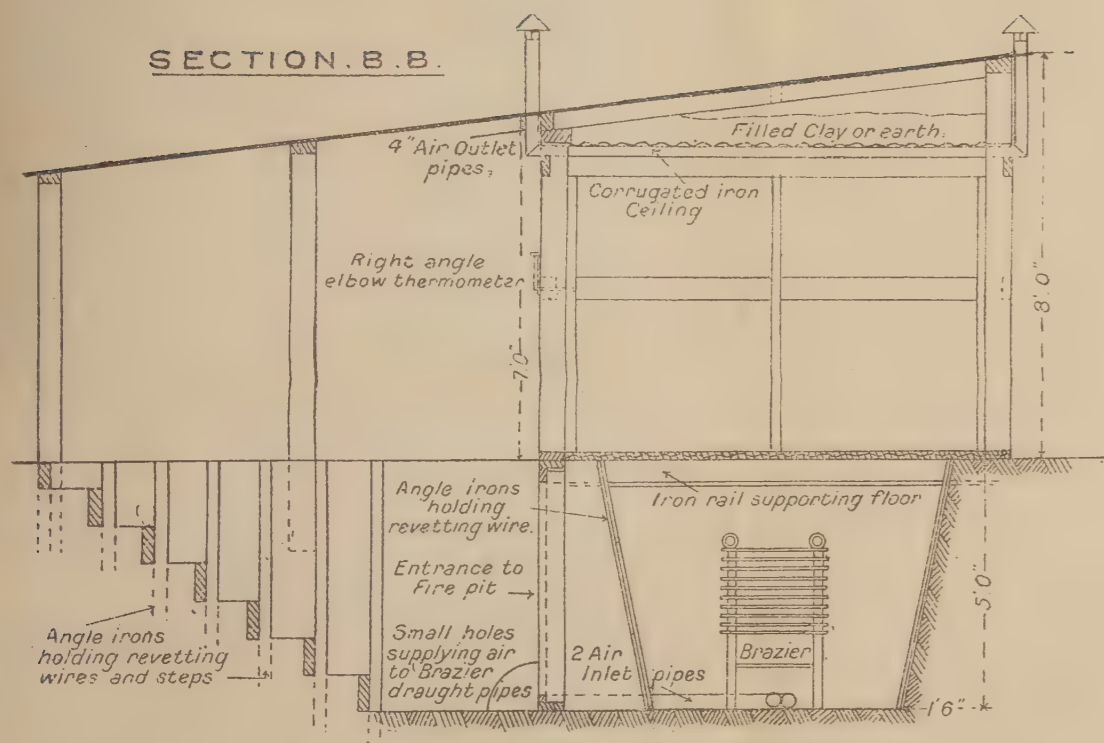 SECTION.B.B.
4" Air Outlet
pipes.
Filled Clay or earth.
Corrugated iron
Ceiling
Right angle
elbow thermometer
7'.0"
8'.0"
Angle irons
holding
revetting wire.
Iron rail supporting floor
Entrance to
Fire pit
Small holes
supplying air
to Brazier
draught pipes
2 Air
Inlet pipes
Brazier
5'.0"
1'6"
Angle irons
holding revetting
wires and steps